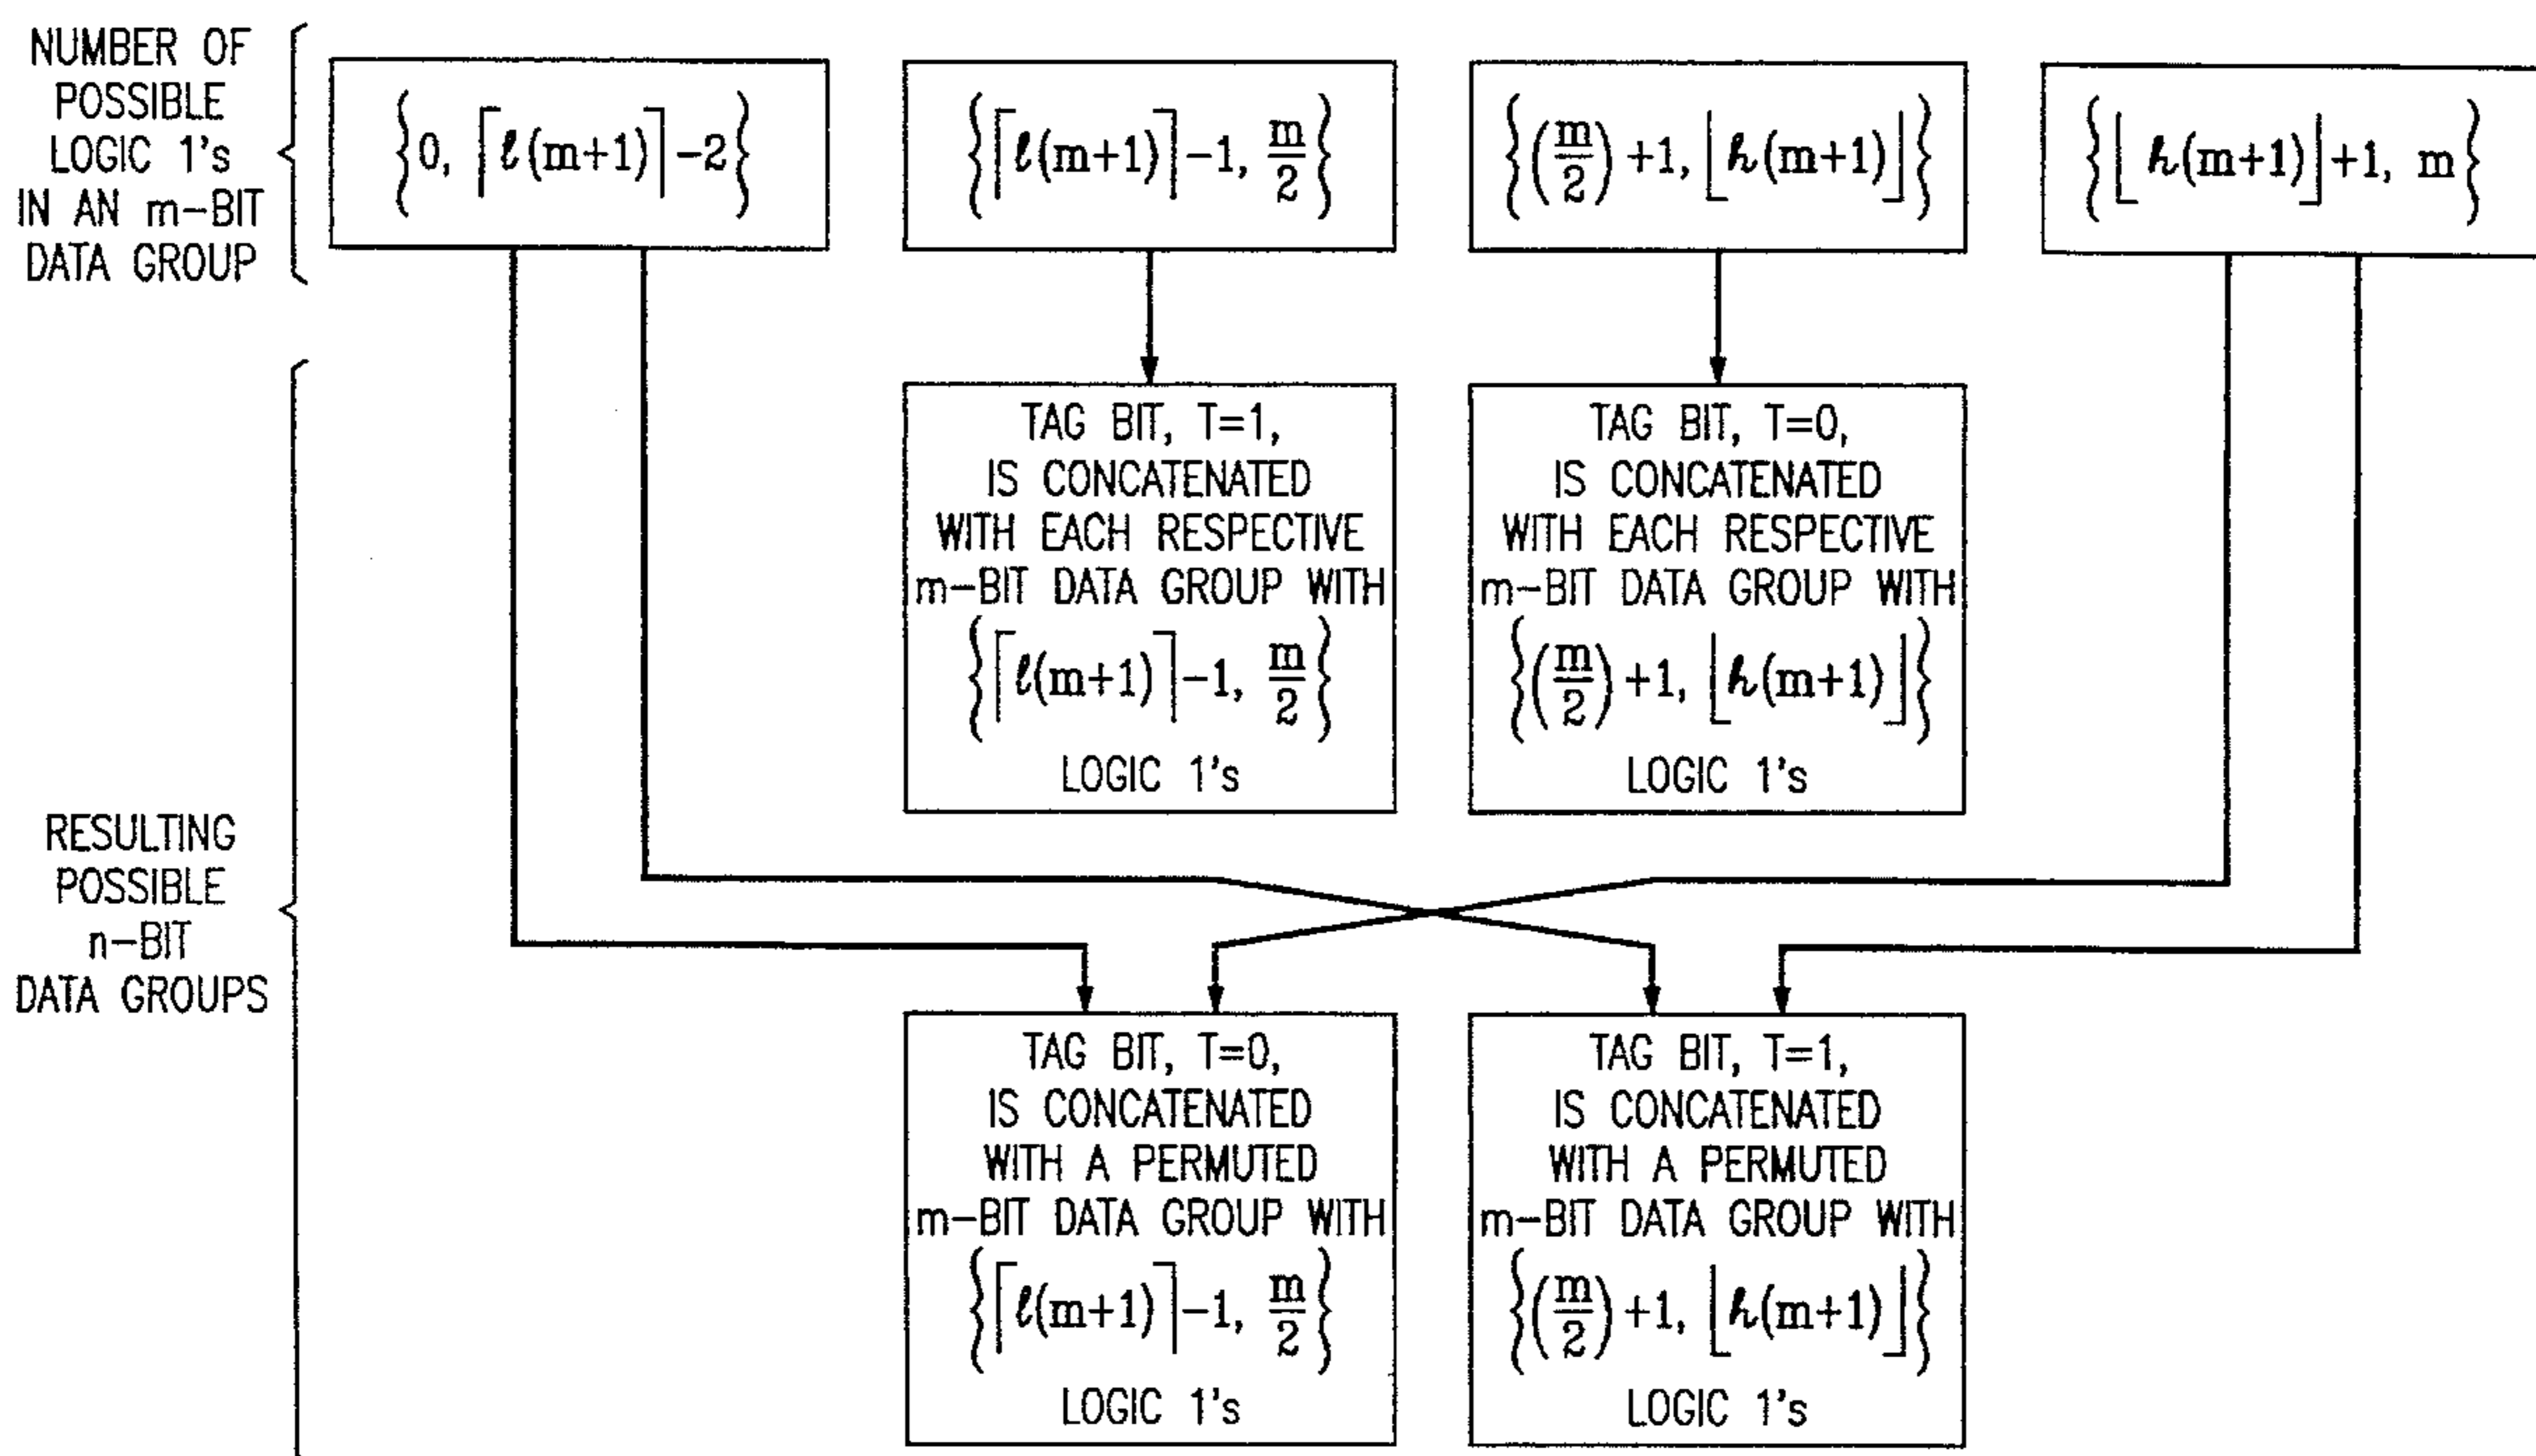 NUMBER OF
POSSIBLE
LOGIC 1's
IN AN m-BIT
DATA GROUP
{0, ⌈ℓ(m+1)⌉-2}
{⌈ℓ(m+1)⌉-1, m/2}
{(m/2)+1, ⌊h(m+1)⌋}
{⌊h(m+1)⌋+1, m}
TAG BIT, T=1,
IS CONCATENATED
WITH EACH RESPECTIVE
m-BIT DATA GROUP WITH
{⌈ℓ(m+1)⌉-1, m/2}
LOGIC 1's
TAG BIT, T=0,
IS CONCATENATED
WITH EACH RESPECTIVE
m-BIT DATA GROUP WITH
{(m/2)+1, ⌊h(m+1)⌋}
LOGIC 1's
RESULTING
POSSIBLE
n-BIT
DATA GROUPS
TAG BIT, T=0,
IS CONCATENATED
WITH A PERMUTED
m-BIT DATA GROUP WITH
{⌈ℓ(m+1)⌉-1, m/2}
LOGIC 1's
TAG BIT, T=1,
IS CONCATENATED
WITH A PERMUTED
m-BIT DATA GROUP WITH
{(m/2)+1, ⌊h(m+1)⌋}
LOGIC 1's